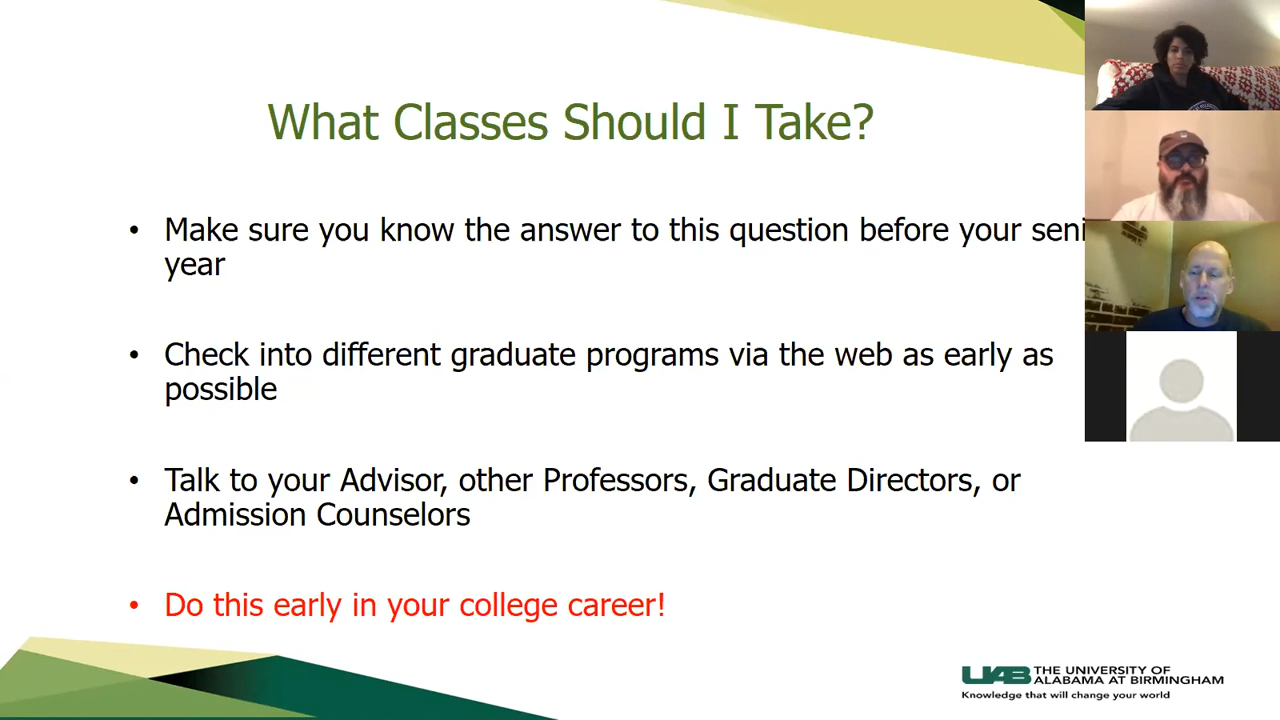 What Classes Should I Take?
• Make sure you know the answer to this question before your seni
year
• Check into different graduate programs via the web as early as
possible
• Talk to your Advisor, other Professors, Graduate Directors, or
Admission Counselors
• Do this early in your college career!
UAB THE UNIVERSITY OF
ALABAMA AT BIRMINGHAM
Knowledge that will change your world